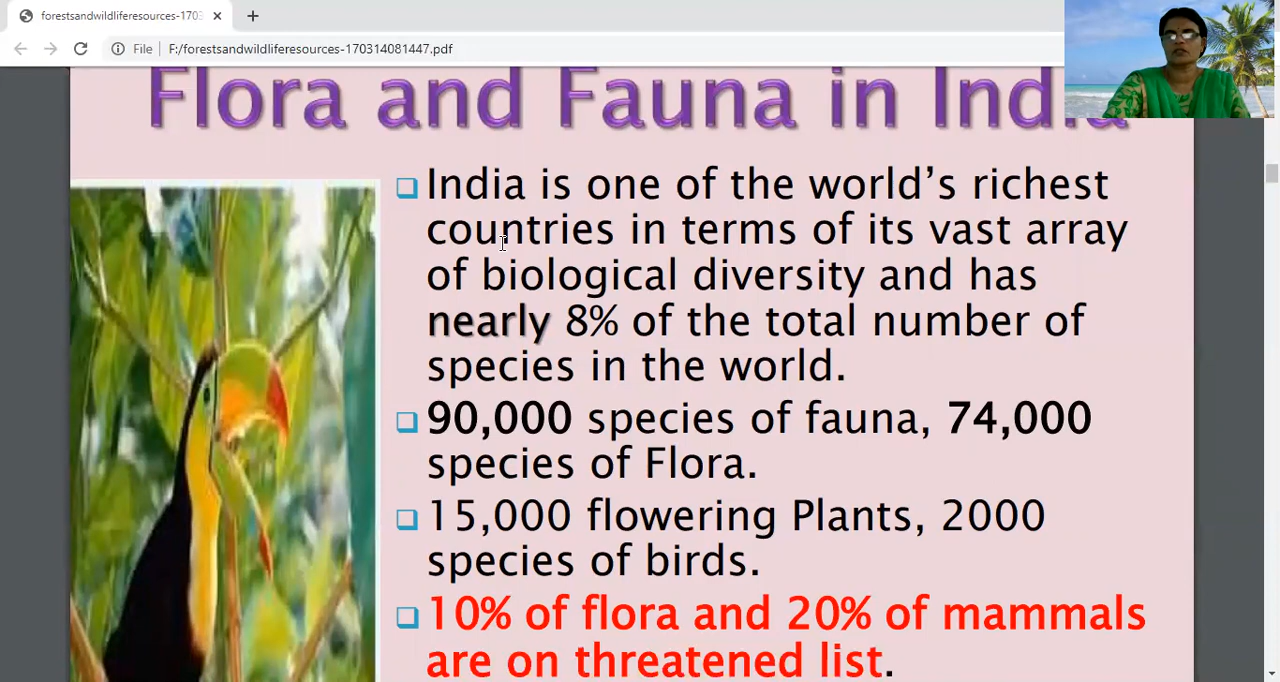 forestsandwildliferesources-1703
File
F:/forestsandwildliferesources-170314081447.pdf
Flora and Fauna in India
❑ India is one of the world’s richest
countries in terms of its vast array
of biological diversity and has
nearly 8% of the total number of
species in the world.
❑ 90,000 species of fauna, 74,000
species of Flora.
❑ 15,000 flowering Plants, 2000
species of birds.
❑ 10% of flora and 20% of mammals
are on threatened list.